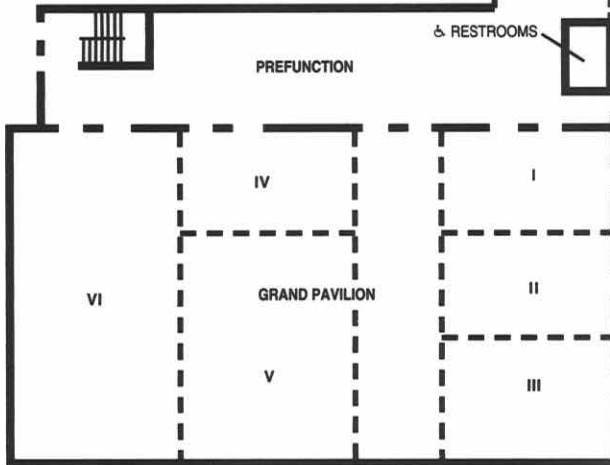 ♿ RESTROOMS
PREFUNCTION
IV
I
VI
GRAND PAVILION
II
V
III